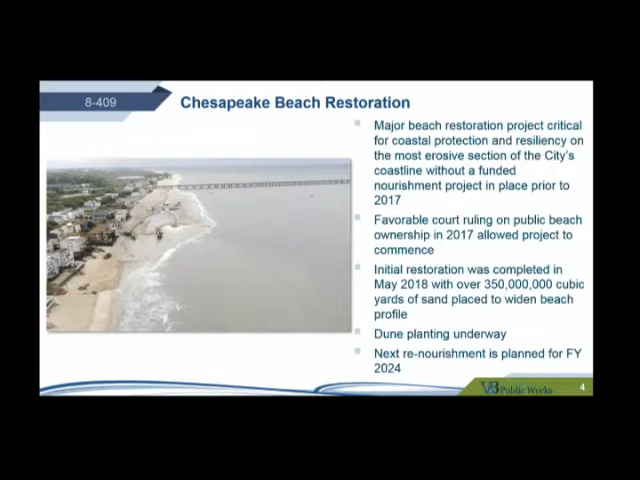 8-409
Chesapeake Beach Restoration
Major beach restoration project critical
for coastal protection and resiliency on
the most erosive section of the City's
coastline without a funded
nourishment project in place prior to
2017
Favorable court ruling on public beach
ownership in 2017 allowed project to
commence
Initial restoration was completed in
May 2018 with over 350,000,000 cubic
yards of sand placed to widen beach
profile
Dune planting underway
Next re-nourishment is planned for FY
2024
VB Public Works
4